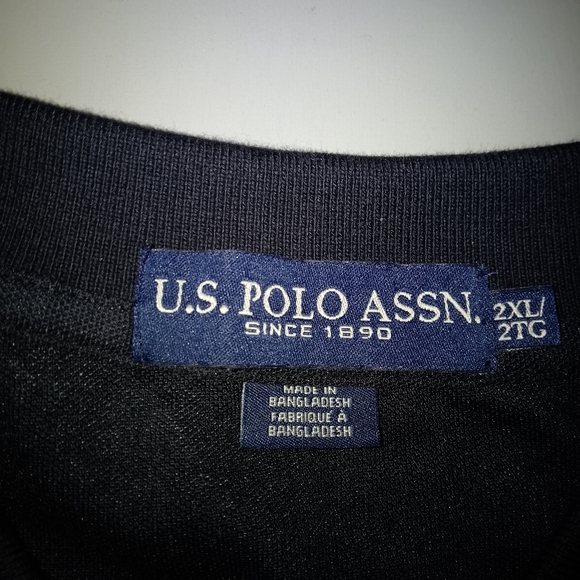 U.S. POLO ASSN.
SINCE 1890
2XL/
2TG
MADE IN
BANGLADESH
FABRIQUÉ À
BANGLADESH